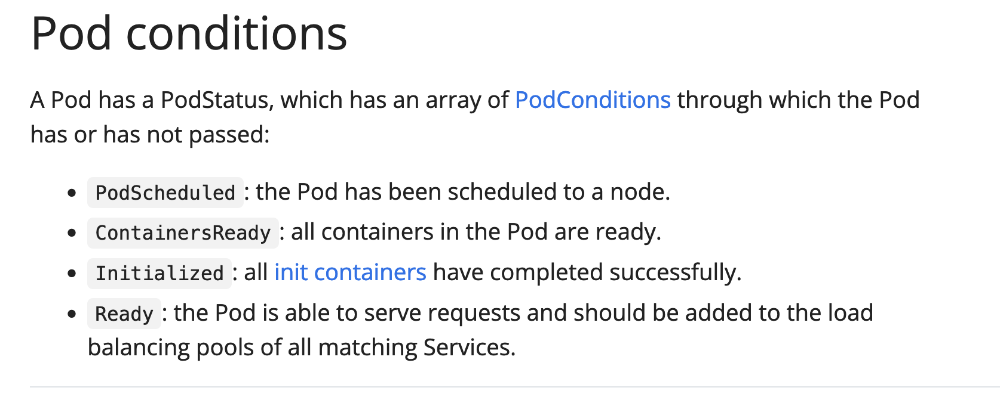 Pod conditions
A Pod has a PodStatus, which has an array of PodConditions through which the Pod
has or has not passed:
• PodScheduled: the Pod has been scheduled to a node.
• ContainersReady: all containers in the Pod are ready.
• Initialized: all init containers have completed successfully.
• Ready: the Pod is able to serve requests and should be added to the load
balancing pools of all matching Services.